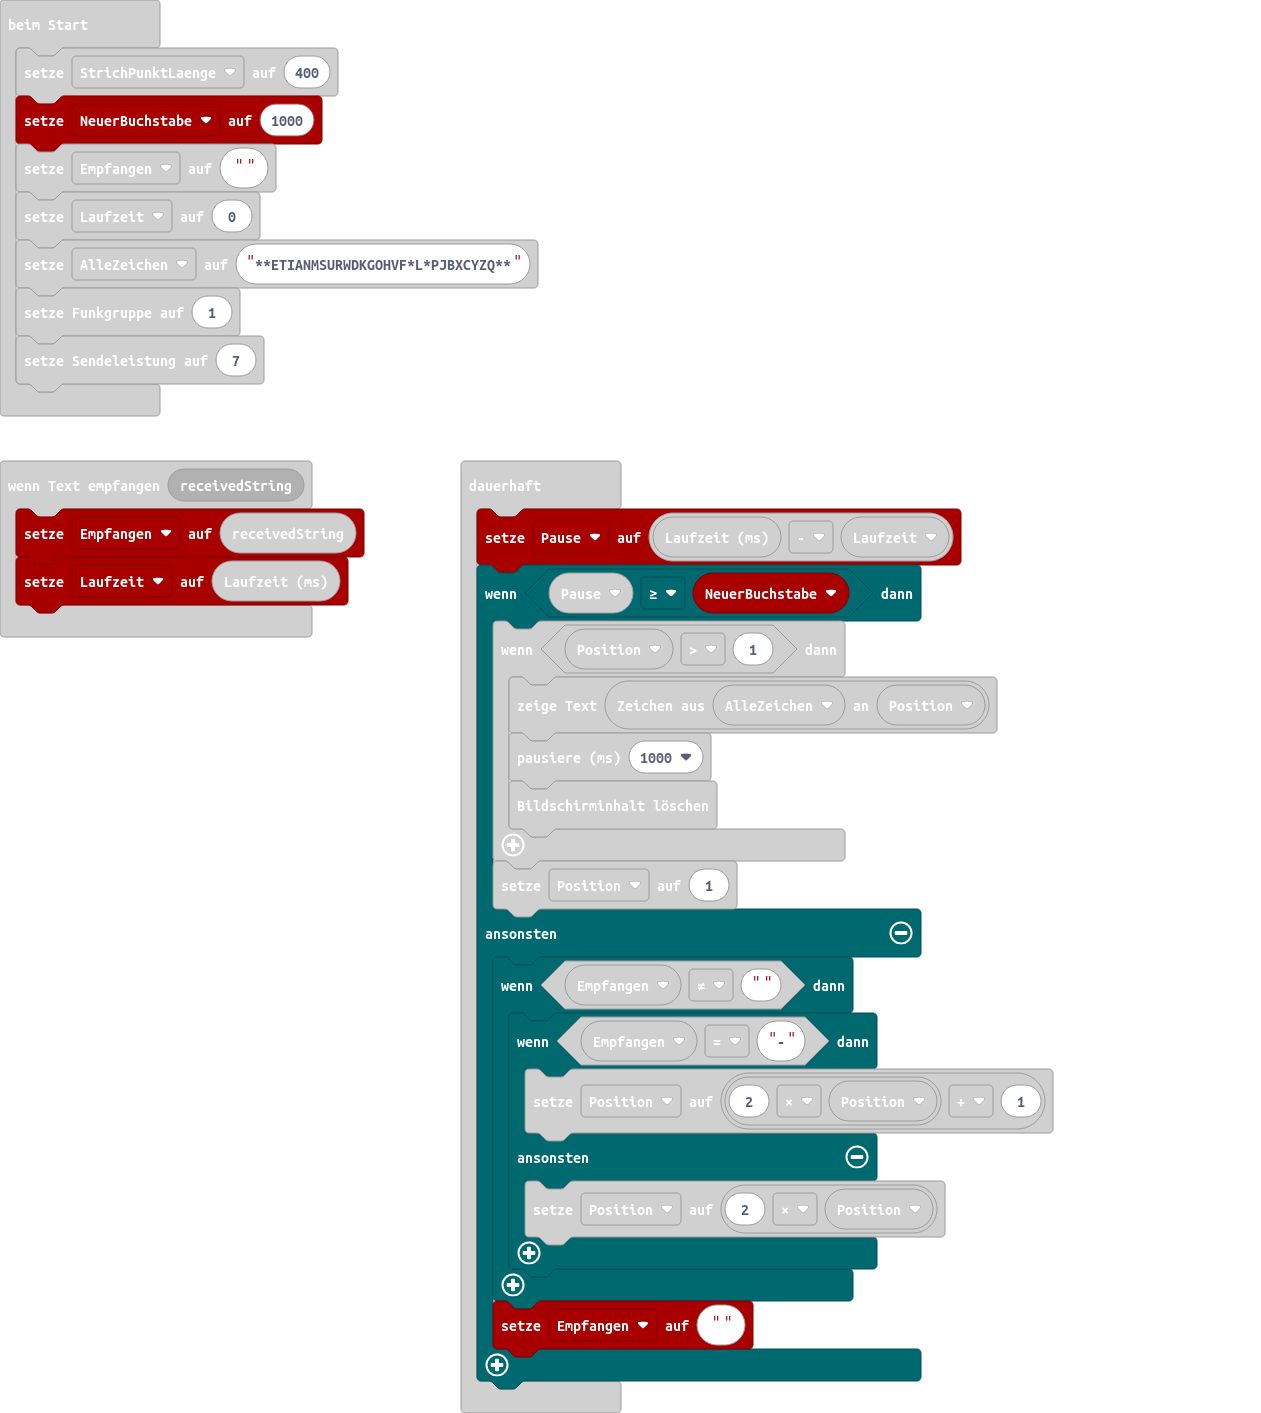 beim Start
setze StrichPunktLaenge auf 400
setze NeuerBuchstabe auf 1000
setze Empfangen auf " "
setze Laufzeit auf 0
setze AlleZeichen auf "**ETIANMSURWDKGOHVF*L*PJBXCYZQ**"
setze Funkgruppe auf 1
setze Sendeleistung auf 7
wenn Text empfangen receivedString
setze Empfangen auf receivedString
setze Laufzeit auf Laufzeit (ms)
dauerhaft
setze Pause auf Laufzeit (ms) - Laufzeit
wenn Pause ≥ NeuerBuchstabe dann
wenn Position > 1 dann
zeige Text Zeichen aus AlleZeichen an Position
pausiere (ms) 1000
Bildschirminhalt löschen
setze Position auf 1
ansonsten
wenn Empfangen ≠ " " dann
wenn Empfangen = "-" dann
setze Position auf 2 × Position + 1
ansonsten
setze Position auf 2 × Position
setze Empfangen auf " "